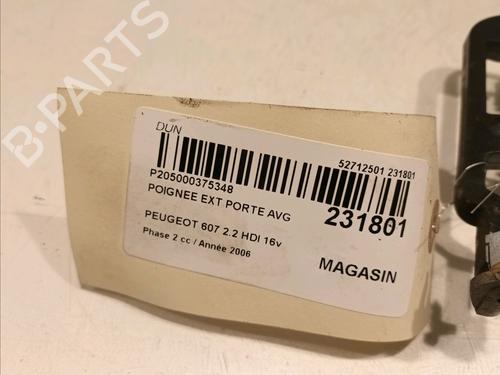 B-PARTS
DUN
52712501 231801
P205000375348
POIGNEE EXT PORTE AVG
231801
PEUGEOT 607 2.2 HDI 16v
Phase 2 cc / Année 2006
MAGASIN